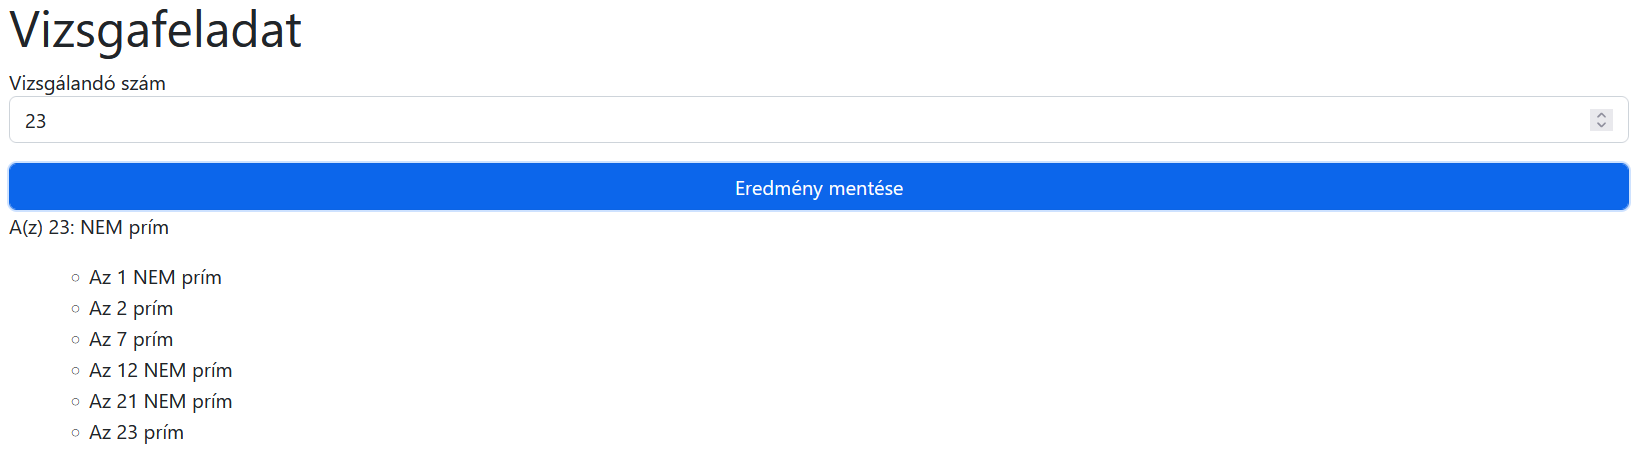 Vizsgafeladat
Vizsgálandó szám
23
Eredmény mentése
A(z) 23: NEM prím
Az 1 NEM prím
Az 2 prím
Az 7 prím
Az 12 NEM prím
Az 21 NEM prím
Az 23 prím